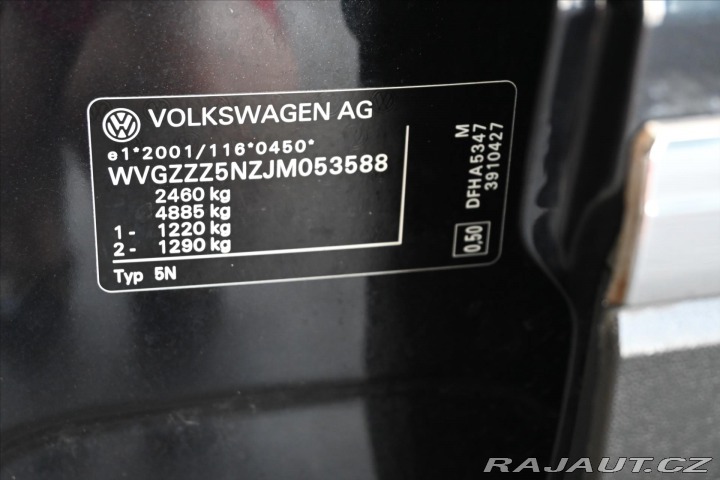 VOLKSWAGEN AG
e1*2001/116*0450*
WVGZZZ5NZJM053588
2460 kg
4885 kg
1- 1220 kg
2- 1290 kg
Typ 5N
M
DFHA5347
3910427
0,50
RAJAUT.CZ